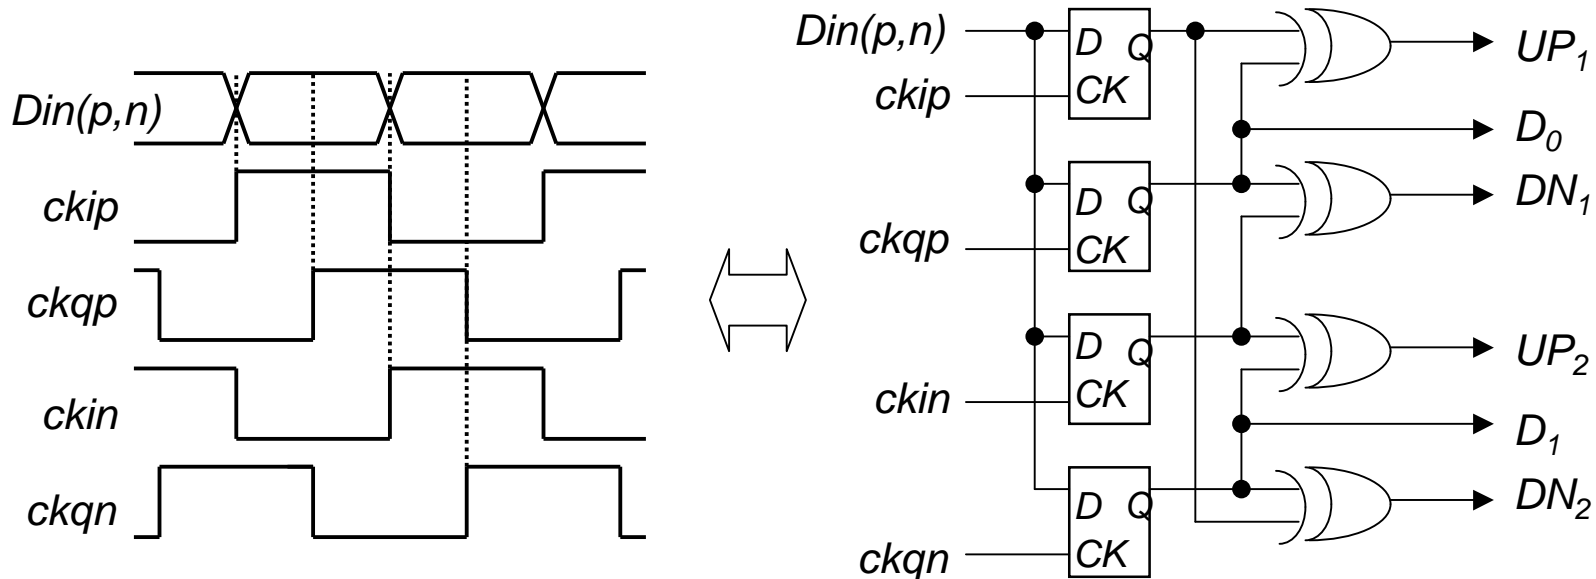 Din(p,n)
ckip
ckqp
ckin
ckqn
Din(p,n)
ckip
ckqp
ckin
ckqn
D Q
CK
D Q
CK
D Q
CK
D Q
CK
UP1
D0
DN1
UP2
D1
DN2